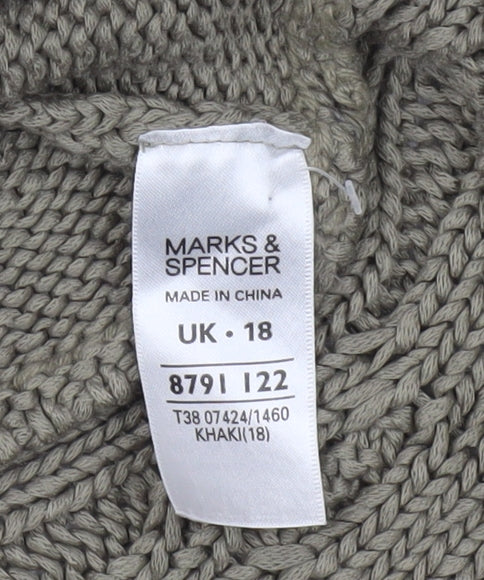 MARKS &
SPENCER
MADE IN CHINA
UK • 18
8791 122
T38 07424/1460
KHAKI(18)